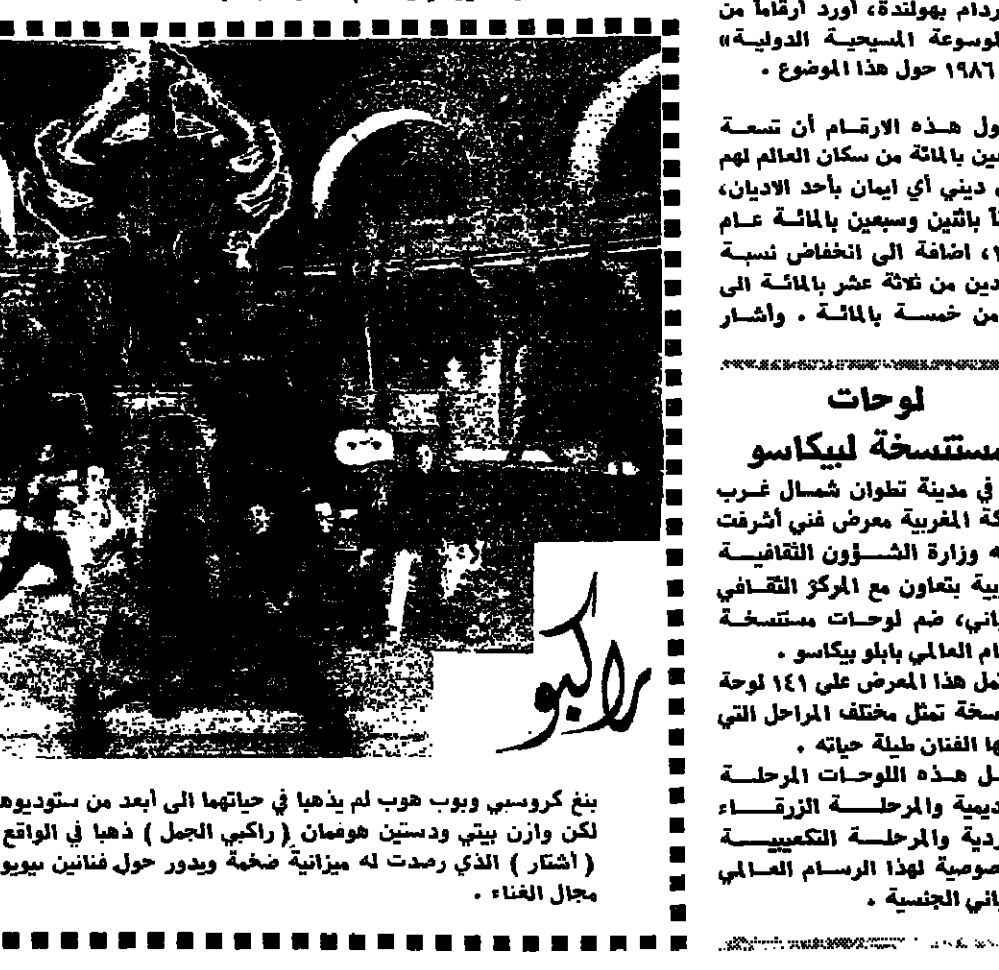 ردام بهولندة، أورد أرقاماً من
لموسوعة المسيحية الدولية»
١٩٨٦ حول هذا الموضوع .
ول هذه الارقام أن تسعة
ين بالمائة من سكان العالم لهم
ديني أي ايمان بأحد الاديان،
بائنتين وسبعين بالمائة عام
اضافة الى انخفاض نسبة
دين من ثلاثة عشر بالمائة الى
من خمسة بالمائة . وأشار
لوحات
مستنسخة لبيكاسو
في مدينة تطوان شمال غرب
كة المغربية معرض فني أشرفت
ه وزارة الشؤون الثقافية
ربية بتعاون مع المركز الثقافي
باني، ضم لوحات مستنسخة
ام العالمي بابلو بيكاسو .
مل هذا المعرض على ١٤١ لوحة
سخة تمثل مختلف المراحل التي
ها الفنان طيلة حياته .
ل هذه اللوحات المرحلة
ديمية والمرحلة الزرقاء
ردية والمرحلة التكعيبية
صوصية لهذا الرسام العالمي
باني الجنسية .
راكبو
بنغ كروسبي وبوب هوب لم يذهبا في حياتهما الى أبعد من ستوديوه
لكن وازن بيتي ودستين هوفمان ( راكبي الجمل ) ذهبا في الواقع
( أشتار ) الذي رصدت له ميزانية ضخمة ويدور حول فنانين
مجال الغناء .